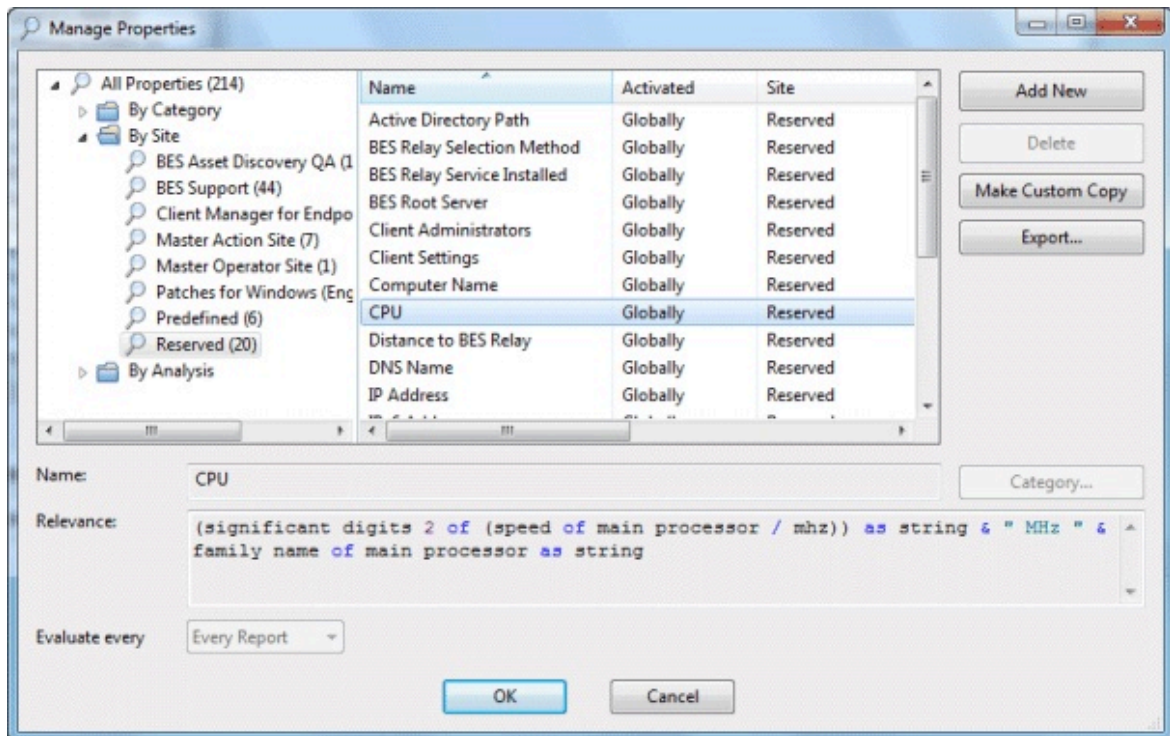 Manage Properties
All Properties (214)
By Category
By Site
BES Asset Discovery QA (1
BES Support (44)
Client Manager for Endpo
Master Action Site (7)
Master Operator Site (1)
Patches for Windows (Eng
Predefined (6)
Reserved (20)
By Analysis
Name Activated Site
Active Directory Path Globally Reserved
BES Relay Selection Method Globally Reserved
BES Relay Service Installed Globally Reserved
BES Root Server Globally Reserved
Client Administrators Globally Reserved
Client Settings Globally Reserved
Computer Name Globally Reserved
CPU Globally Reserved
Distance to BES Relay Globally Reserved
DNS Name Globally Reserved
IP Address Globally Reserved
Add New
Delete
Make Custom Copy
Export...
Name: CPU
Category...
Relevance: (significant digits 2 of (speed of main processor / mhz)) as string & " MHz " &
family name of main processor as string
Evaluate every Every Report
OK Cancel